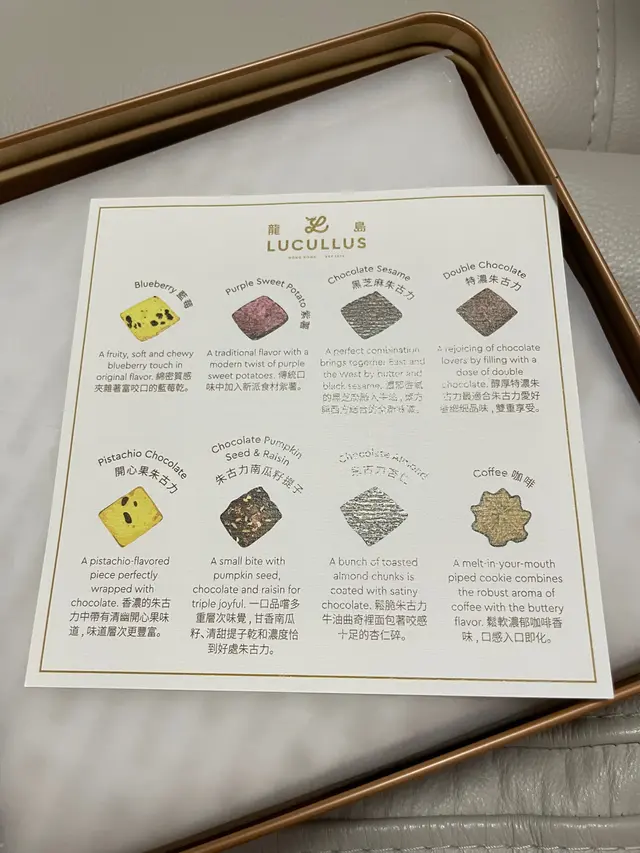 龍 島
LUCULLUS
Blueberry 藍莓
A fruity, soft and chewy
blueberry touch in
original flavor. 綿密質感
夾雜著富咬口的藍莓乾。
Purple Sweet Potato 紫薯
A traditional flavor with a
modern twist of purple
sweet potatoes. 傳統口
味中加入新派食材紫薯。
Chocolate Sesame
黑芝麻朱古力
A perfect combination
brings together East and
the West by butter and
black sesame.
Double Chocolate
特濃朱古力
A rejoicing of chocolate
lovers by filling with a
dose of double
chocolate. 醇厚特濃朱
古力最適合朱古力愛好
者細細品味，雙重享受。
Pistachio Chocolate
開心果朱古力
A pistachio-flavored
piece perfectly
wrapped with
chocolate. 香濃的朱古
力中帶有清幽開心果味
道，味道層次更豐富。
Chocolate Pumpkin
Seed & Raisin
朱古力南瓜籽提子
A small bite with
pumpkin seed,
chocolate and raisin for
triple joyful. 一口品嚐多
重層次味覺，甘香南瓜
籽、清甜提子乾和濃度恰
到好處朱古力。
Chocolate Almond
朱古力杏仁
A bunch of toasted
almond chunks is
coated with satiny
chocolate. 鬆脆朱古力
牛油曲奇裡面包著咬感
十足的杏仁碎。
Coffee 咖啡
A melt-in-your-mouth
piped cookie combines
the robust aroma of
coffee with the buttery
flavor. 鬆軟濃郁咖啡香
味，口感入口即化。